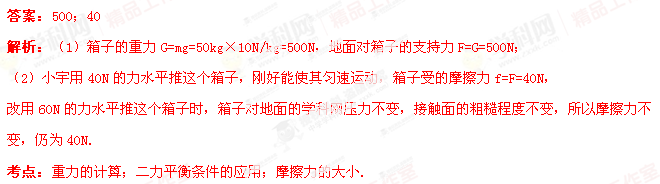 答案：500；40
解析：（1）箱子的重力 G=mg=50kg×10N/kg=500N，地面对箱子的支持力 F=G=500N；
（2）小宇用 40N 的力水平推这个箱子，刚好能使其匀速运动，箱子受的摩擦力 f=F=40N，
改用 60N 的力水平推这个箱子时，箱子对地面的学科网压力不变，接触面的粗糙程度不变，所以摩擦力不
变，仍为 40N．
考点：重力的计算；二力平衡条件的应用；摩擦力的大小．